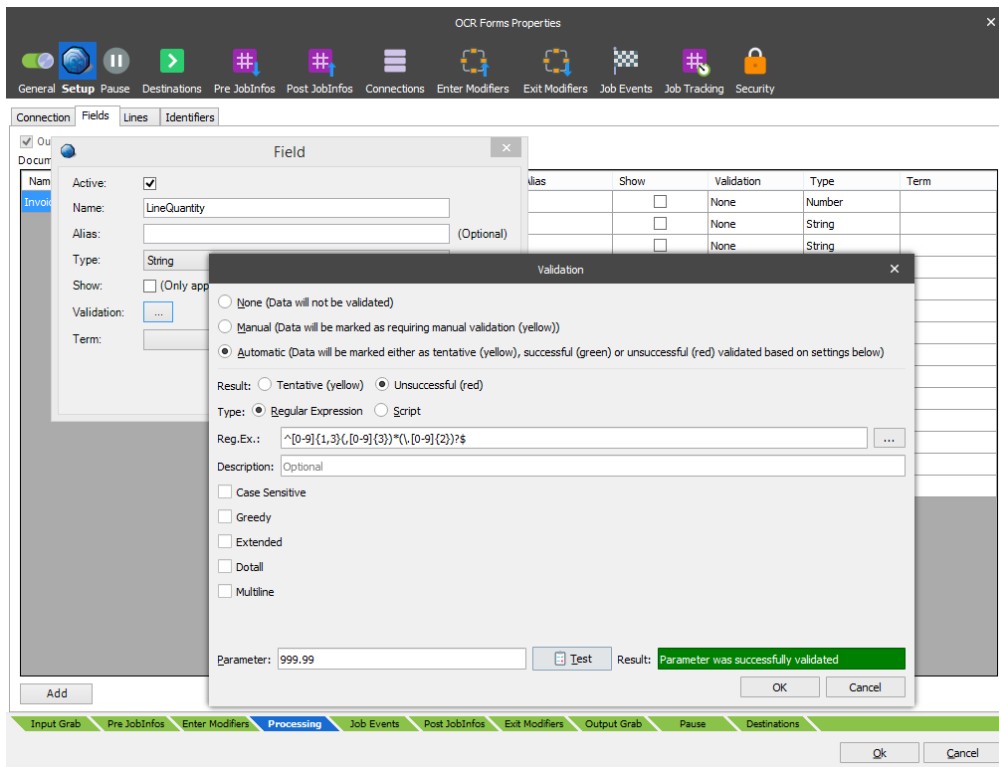 OCR Forms Properties
General Setup Pause Destinations Pre JobInfos Post JobInfos Connections Enter Modifiers Exit Modifiers Job Events Job Tracking Security
Connection Fields Lines Identifiers
Field
Alias Show Validation Type Term
Active:
None Number
Name: LineQuantity
None String
Alias: (Optional)
None String
Type: String
Show: (Only app
Validation: ...
Term:
Validation
None (Data will not be validated)
Manual (Data will be marked as requiring manual validation (yellow))
Automatic (Data will be marked either as tentative (yellow), successful (green) or unsuccessful (red) validated based on settings below)
Result: Tentative (yellow) Unsuccessful (red)
Type: Regular Expression Script
Reg.Ex.: ^[0-9]{1,3}(,[0-9]{3})*(\.[0-9]{2})?$ ...
Description: Optional
Case Sensitive
Greedy
Extended
Dotall
Multiline
Parameter: 999.99 Test Result: Parameter was successfully validated
OK Cancel
Add
Input Grab Pre JobInfos Enter Modifiers Processing Job Events Post JobInfos Exit Modifiers Output Grab Pause Destinations
Ok Cancel